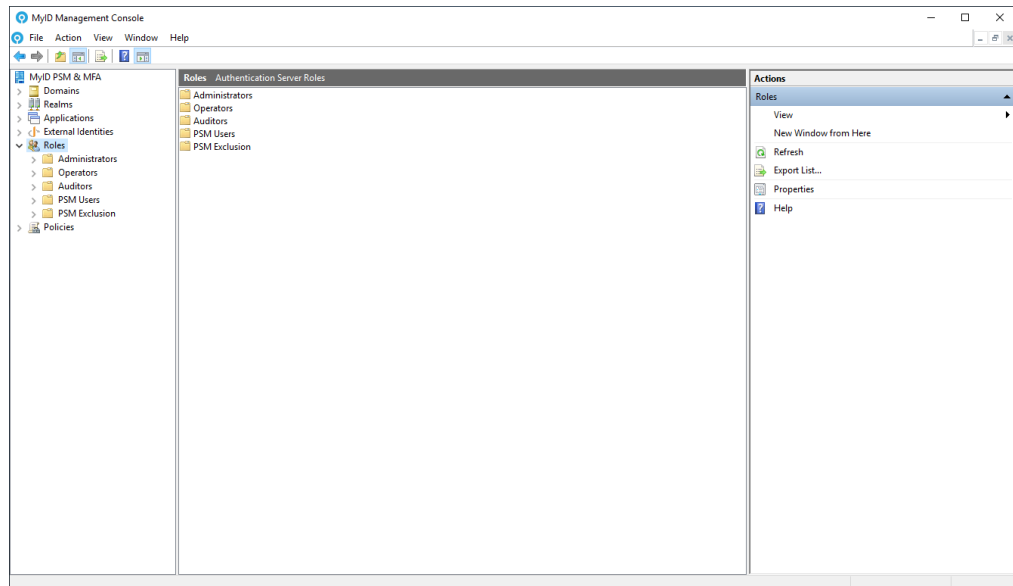 MyID Management Console
File Action View Window Help
MyID PSM & MFA
Domains
Realms
Applications
External Identities
Roles
Administrators
Operators
Auditors
PSM Users
PSM Exclusion
Policies
Roles Authentication Server Roles
Administrators
Operators
Auditors
PSM Users
PSM Exclusion
Actions
Roles
View
New Window from Here
Refresh
Export List...
Properties
Help